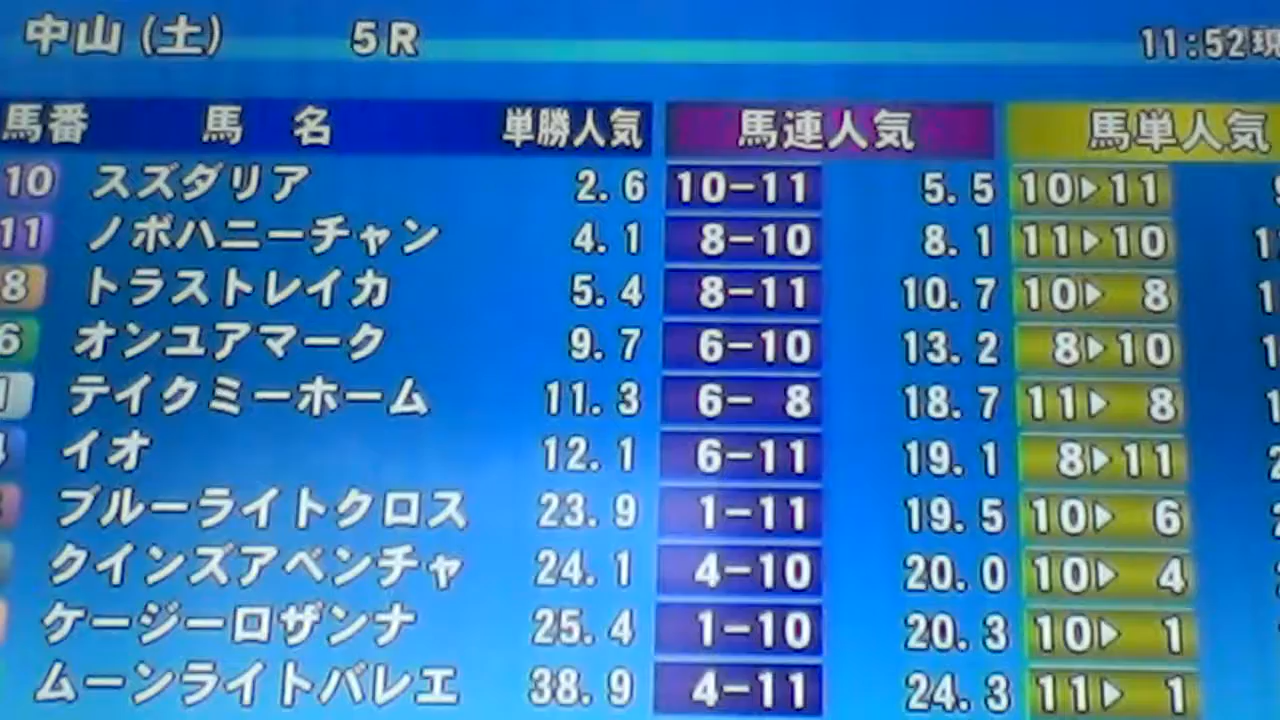 中山(土) 5R 11:52現
馬番 馬名 単勝人気 馬連人気 馬単人気
10 スズダリア 2.6 10-11 5.5 10▶11
11 ノボハニーチャン 4.1 8-10 8.1 11▶10
8 トラストレイカ 5.4 8-11 10.7 10▶8
6 オンユアマーク 9.7 6-10 13.2 8▶10
1 テイクミーホーム 11.3 6-8 18.7 11▶8
4 イオ 12.1 6-11 19.1 8▶11
ブルーライトクロス 23.9 1-11 19.5 10▶6
クインズアベンチャ 24.1 4-10 20.0 10▶4
ケージーロザンナ 25.4 1-10 20.3 10▶1
ムーンライトバレエ 38.9 4-11 24.3 11▶1